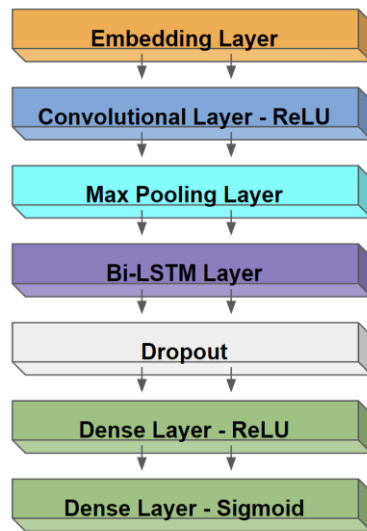 Embedding Layer
Convolutional Layer - ReLU
Max Pooling Layer
Bi-LSTM Layer
Dropout
Dense Layer - ReLU
Dense Layer - Sigmoid